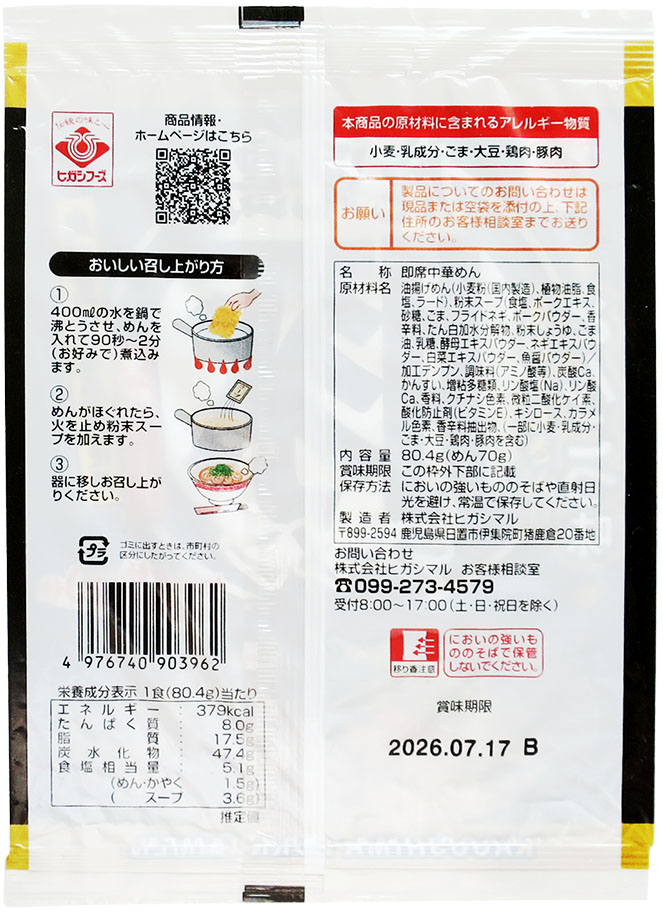 伝統の味と心
ヒガシフーズ
商品情報・
ホームページはこちら
おいしい召し上がり方
①
400mlの水を鍋で
沸とうさせ、めんを
入れて90秒〜2分
(お好みで)煮込み
ます。
②
めんがほぐれたら、
火を止め粉末スー
プを加えます。
③
器に移しお召し上が
りください。
プラ
ゴミに出すときは、市町村の
区分にしたがってください。
4 976740 903962
栄養成分表示 1食(80.4g)当たり
エネルギー : 379kcal
たんぱく質 : 8.0g
脂質 : 17.5g
炭水化物 : 47.4g
食塩相当量 : 5.1g
(めん・かやく 1.5g)
( スープ 3.6g)
推定値
本商品の原材料に含まれるアレルギー物質
小麦・乳成分・ごま・大豆・鶏肉・豚肉
お願い
製品についてのお問い合わせは
現品または空袋を添付の上、下記
住所のお客様相談室までお送り
ください。
名称 即席中華めん
原材料名 油揚げめん(小麦粉(国内製造)、植物油脂、食
塩、ラード)、粉末スープ(食塩、ポークエキス、
砂糖、ごま、フライドネギ、ポークパウダー、香
辛料、たん白加水分解物、粉末しょうゆ、ごま
油、乳糖、酵母エキスパウダー、ネギエキスパウ
ダー、白菜エキスパウダー、魚醤パウダー)/
加工デンプン、調味料(アミノ酸等)、炭酸Ca、
かんすい、増粘多糖類、リン酸塩(Na)、リン酸
Ca、香料、クチナシ色素、微粒二酸化ケイ素、
酸化防止剤(ビタミンE)、キシロース、カラメ
ル色素、香辛料抽出物、(一部に小麦・乳成分・
ごま・大豆・鶏肉・豚肉を含む)
内容量 80.4g(めん70g)
賞味期限 この枠外下部に記載
保存方法 においの強いもののそばや直射日
光を避け、常温で保存してください。
製造者 株式会社ヒガシマル
〒899-2594 鹿児島県日置市伊集院町猪鹿倉20番地
お問い合わせ
株式会社ヒガシマル お客様相談室
☎099-273-4579
受付8:00〜17:00(土・日・祝日を除く)
移り香注意
においの強いも
ののそばで保管
しないでください。
賞味期限
2026.07.17 B